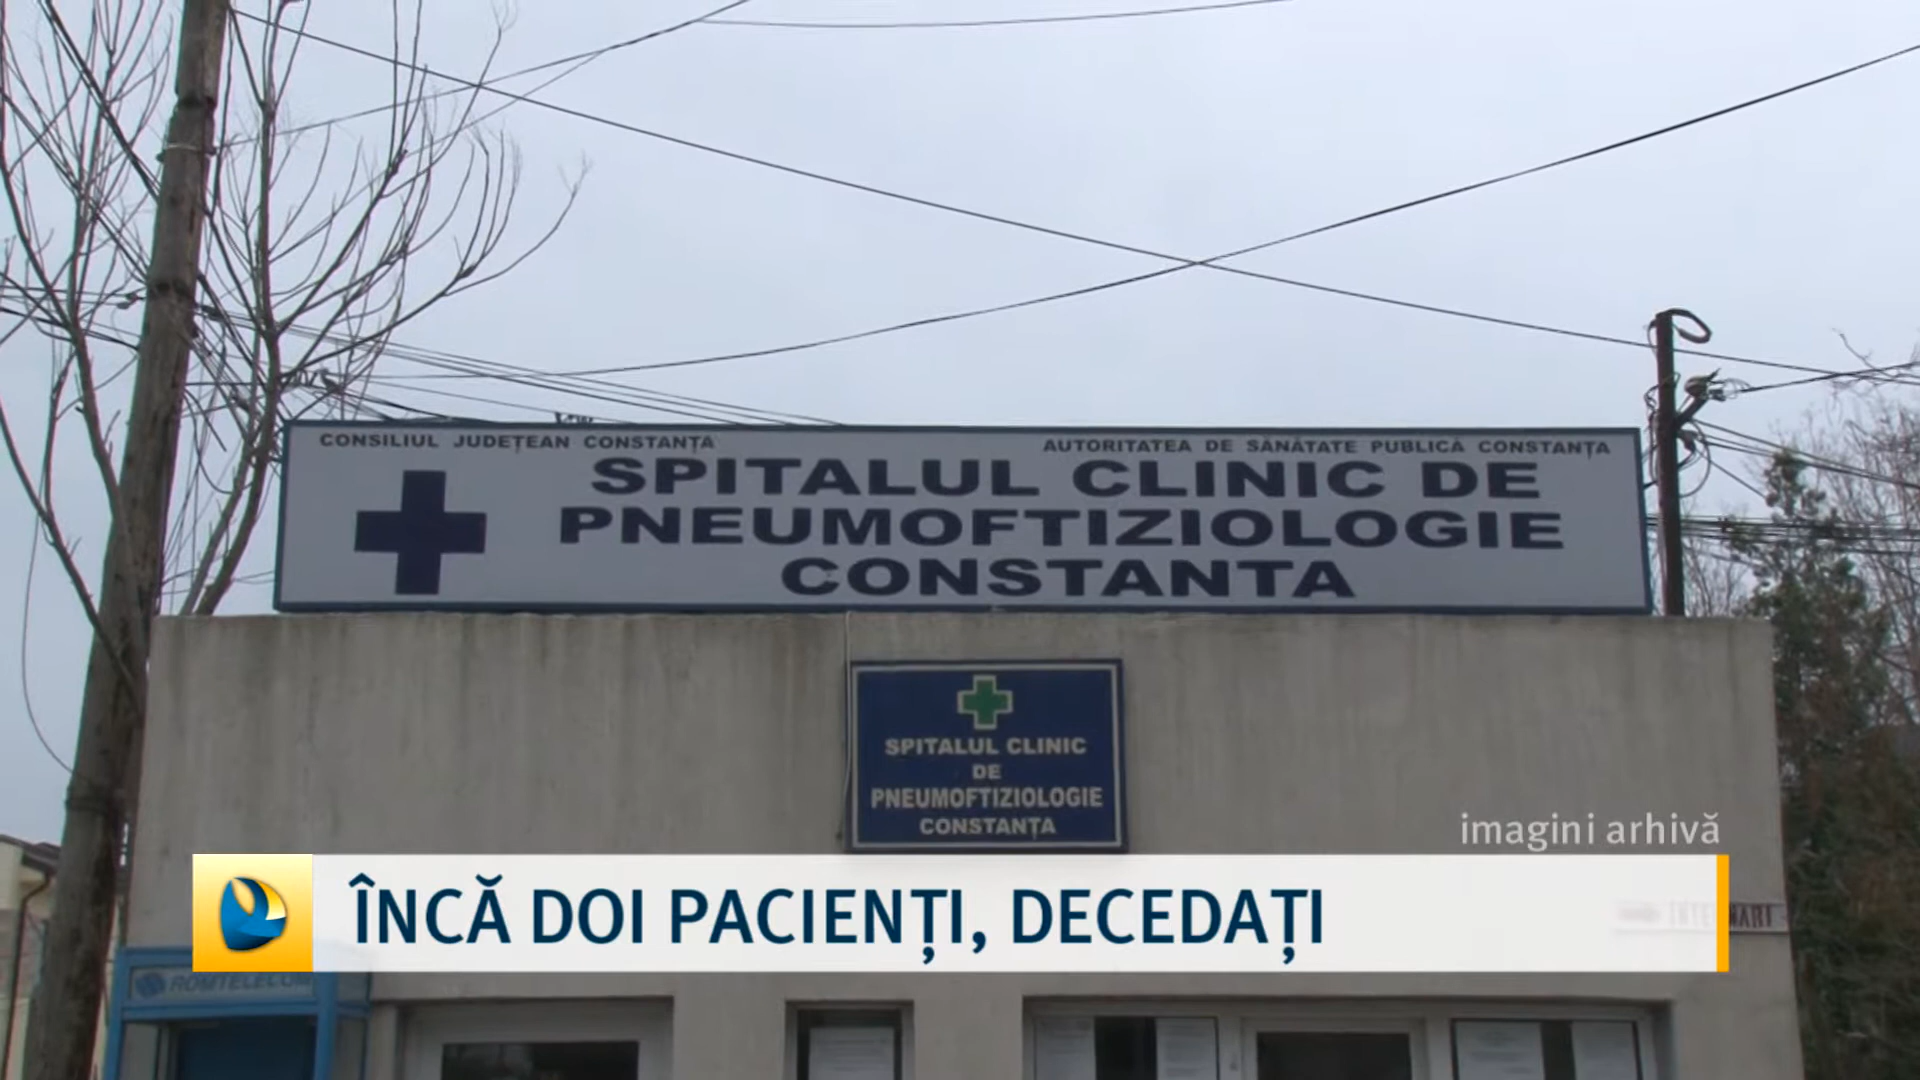 CONSILIUL JUDEȚEAN CONSTANȚA
AUTORITATEA DE SĂNĂTATE PUBLICĂ CONSTANȚA
SPITALUL CLINIC DE
PNEUMOFTIZIOLOGIE
CONSTANTA
SPITALUL CLINIC
DE
PNEUMOFTIZIOLOGIE
CONSTANȚA
imagini arhivă
ÎNCĂ DOI PACIENȚI, DECEDAȚI
INTERNARI
ROMTELECOM